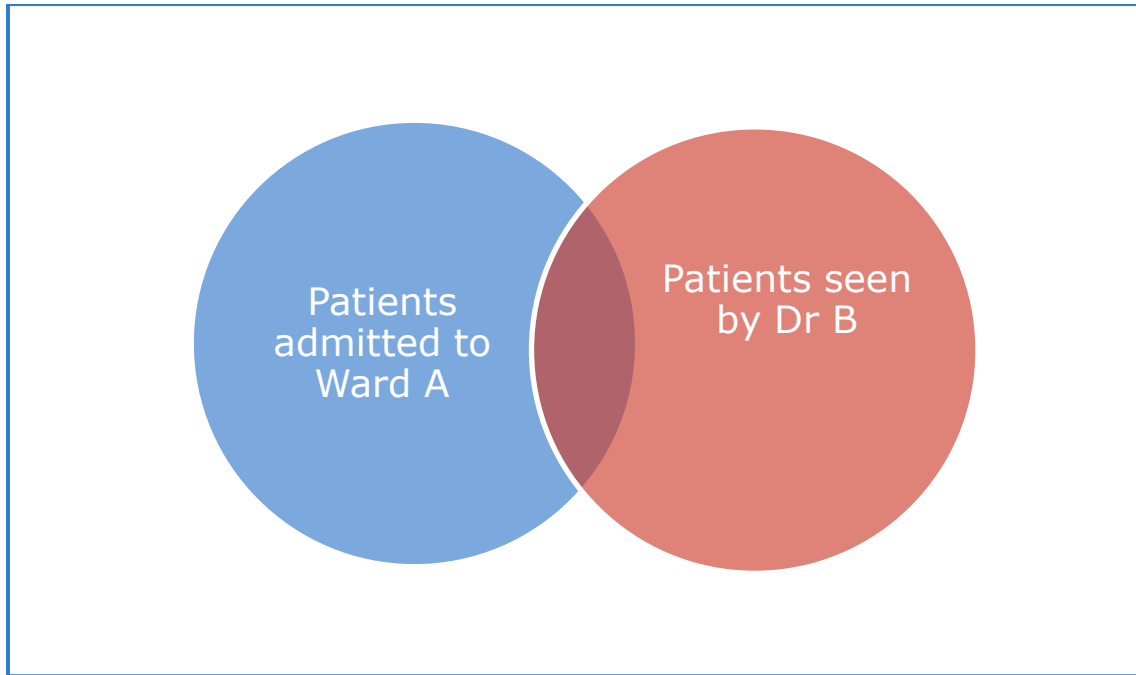 Patients
admitted to
Ward A
Patients seen
by Dr B